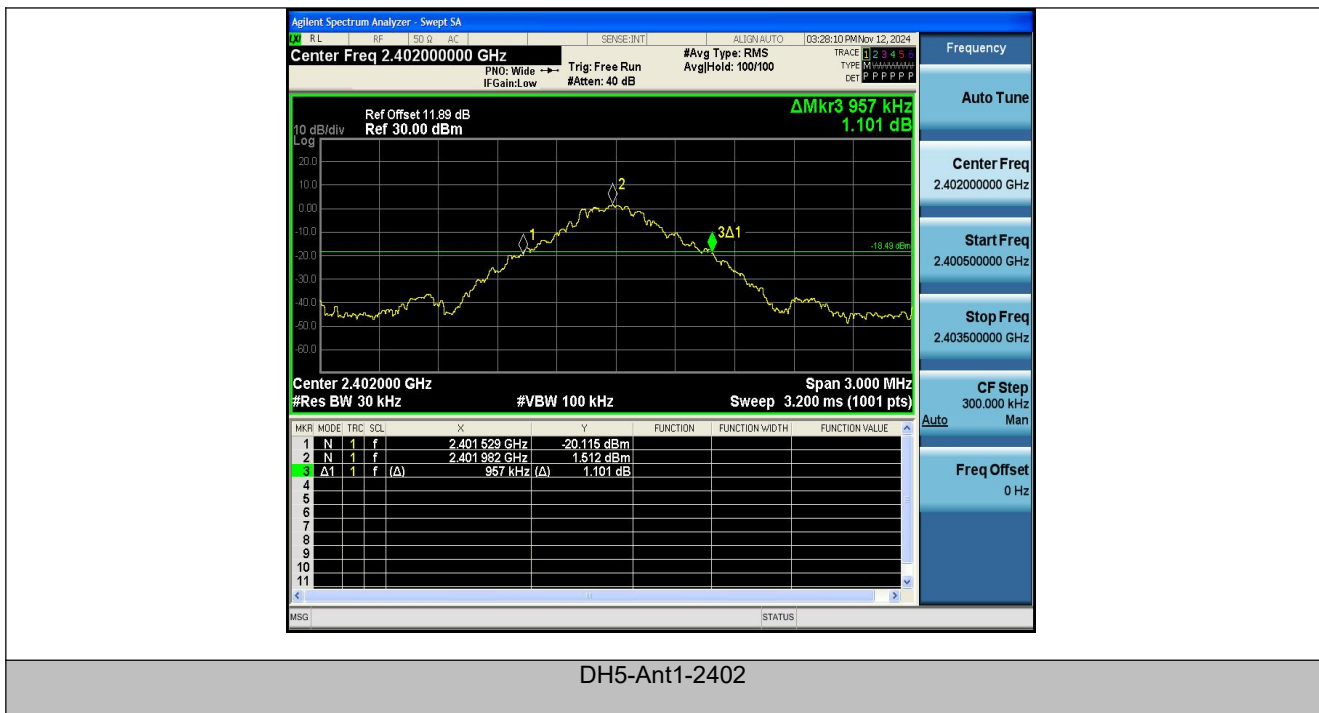 Agilent Spectrum Analyzer - Swept SA
LXI RL RF 50 Ω AC SENSE:INT ALIGN AUTO 03:28:10 PM Nov 12, 2024
Center Freq 2.402000000 GHz
PNO: Wide
IFGain:Low
Trig: Free Run
#Atten: 40 dB
#Avg Type: RMS
Avg|Hold: 100/100
TRACE 1 2 3 4 5 6
TYPE M
DET P P P P P P
Ref Offset 11.89 dB
10 dB/div Ref 30.00 dBm
Log
ΔMkr3 957 kHz
1.101 dB
20.0
10.0
0.00
-10.0
-20.0
-30.0
-40.0
-50.0
-60.0
2
1
3Δ1
-18.49 dBm
Center 2.402000 GHz Span 3.000 MHz
#Res BW 30 kHz #VBW 100 kHz Sweep 3.200 ms (1001 pts)
MKR MODE TRC SCL X Y FUNCTION FUNCTION WIDTH FUNCTION VALUE
1 N 1 f 2.401 529 GHz -20.115 dBm
2 N 1 f 2.401 982 GHz 1.512 dBm
3 Δ1 1 f (Δ) 957 kHz (Δ) 1.101 dB
4
5
6
7
8
9
10
11
MSG STATUS
Frequency
Auto Tune
Center Freq
2.402000000 GHz
Start Freq
2.400500000 GHz
Stop Freq
2.403500000 GHz
CF Step
300.000 kHz
Auto Man
Freq Offset
0 Hz
DH5-Ant1-2402